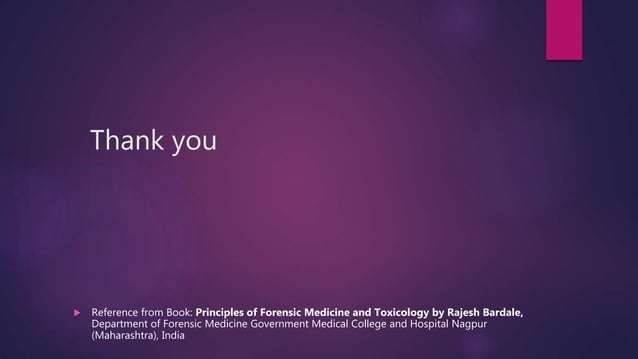 Thank you
Reference from Book: Principles of Forensic Medicine and Toxicology by Rajesh Bardale,
Department of Forensic Medicine Government Medical College and Hospital Nagpur
(Maharashtra), India